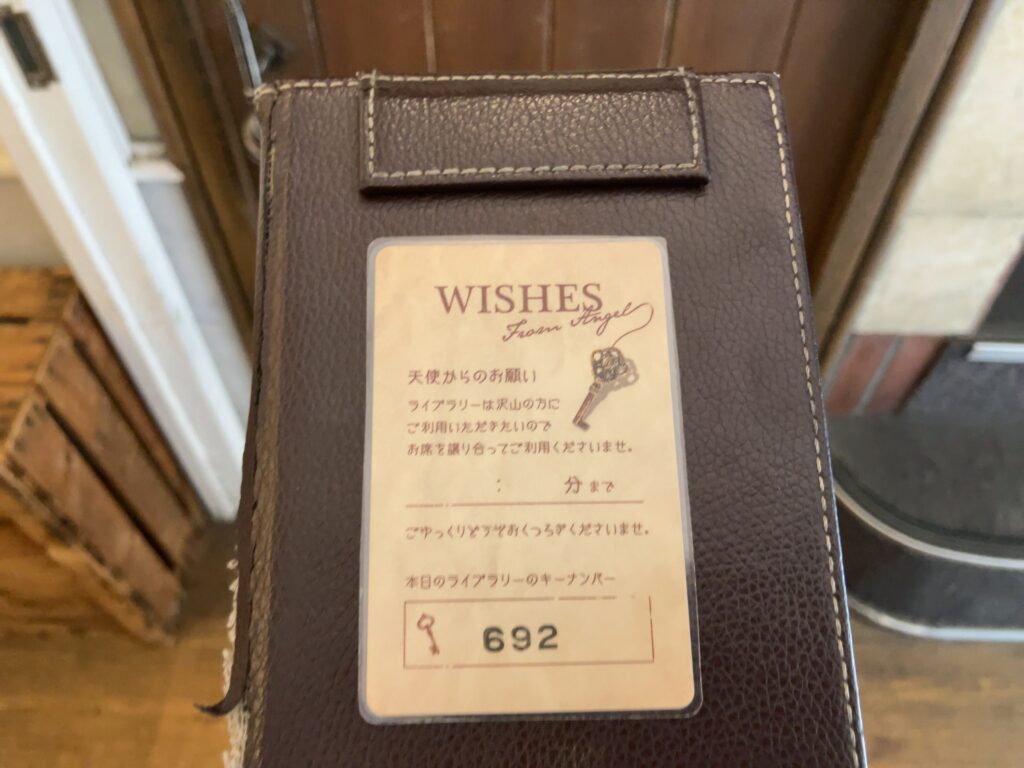 WISHES
From Angel
天使からのお願い
ライブラリーは沢山の方に
ご利用いただきたいので
お席を譲り合ってご利用くださいませ。
: 分まで
ごゆっくりどうぞおくつろぎくださいませ。
本日のライブラリーのキーナンバー
692